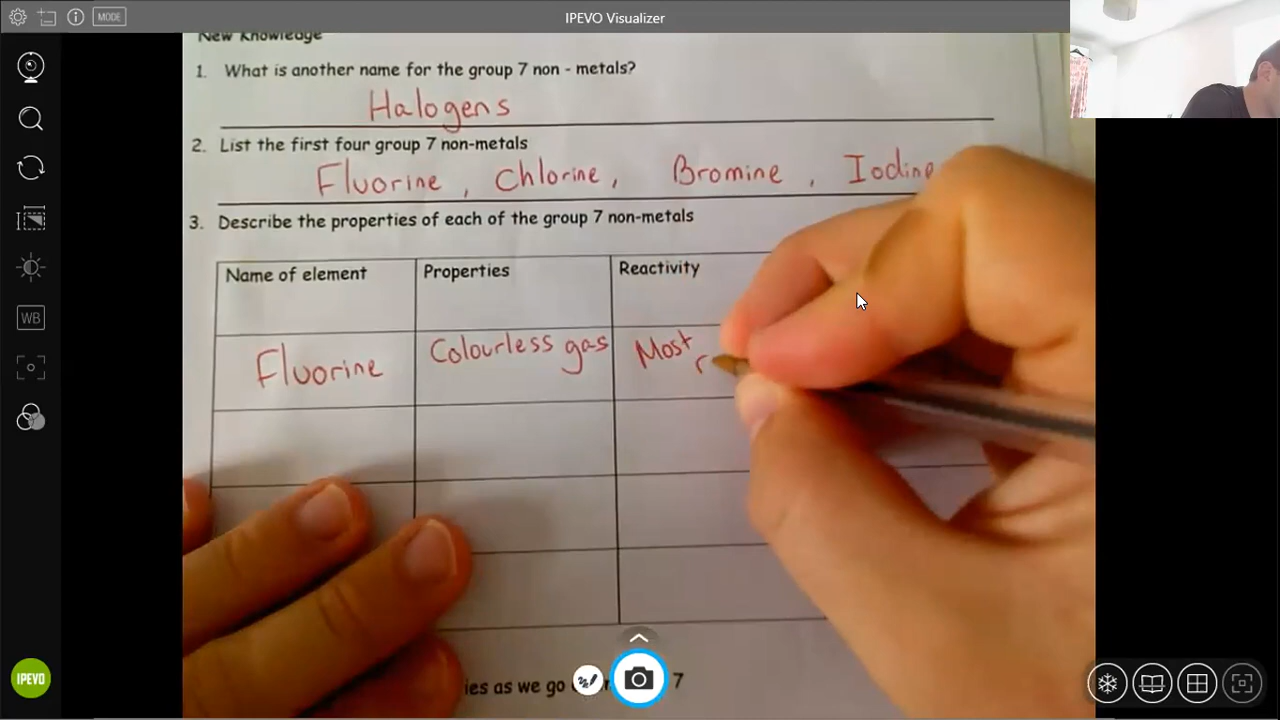 IPEVO Visualizer
MODE
New Knowledge
1. What is another name for the group 7 non - metals?
Halogens
2. List the first four group 7 non-metals
Fluorine, Chlorine, Bromine, Iodine
3. Describe the properties of each of the group 7 non-metals
Name of element Properties Reactivity
Fluorine Colourless gas Most
WB
ies as we go 7
IPEVO